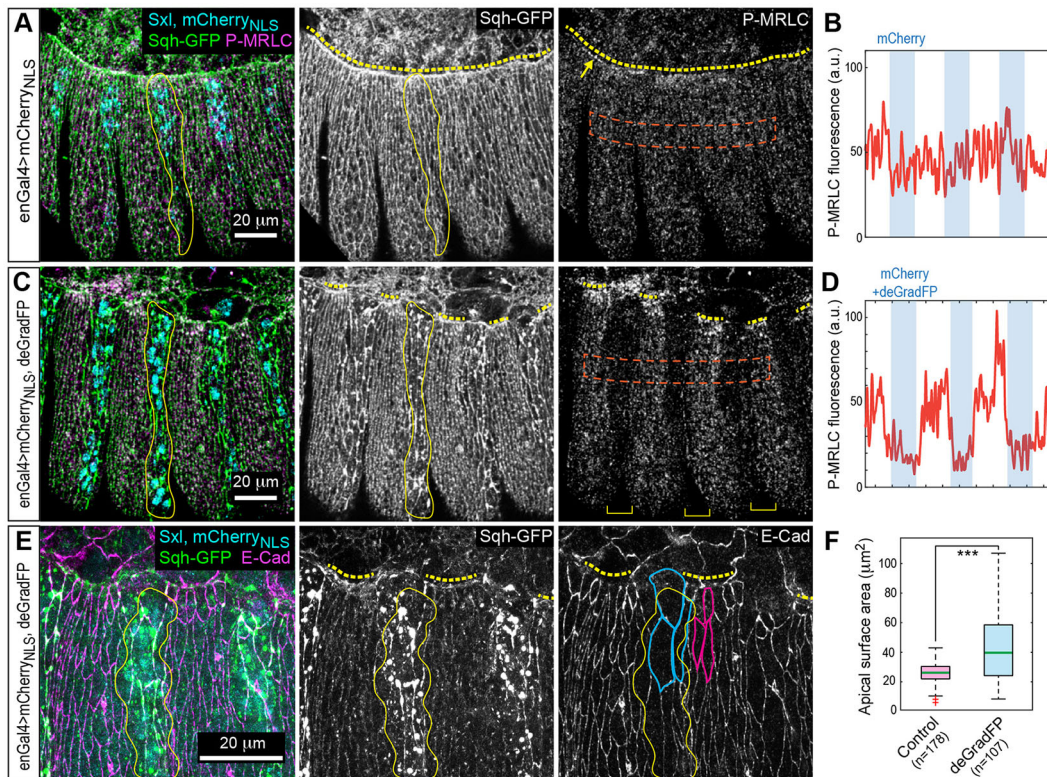 A
enGal4>mCherryNLS
Sxl, mCherryNLS
Sqh-GFP P-MRLC
20 μm
Sqh-GFP
P-MRLC
B
mCherry
P-MRLC fluorescence (a.u.)
100
50
0
C
enGal4>mCherryNLS, deGradFP
20 μm
D
mCherry
+deGradFP
P-MRLC fluorescence (a.u.)
100
50
0
E
enGal4>mCherryNLS, deGradFP
Sxl, mCherryNLS
Sqh-GFP E-Cad
20 μm
Sqh-GFP
E-Cad
F
Apical surface area (μm2)
100
80
60
40
20
0
***
Control
(n=178)
deGradFP
(n=107)